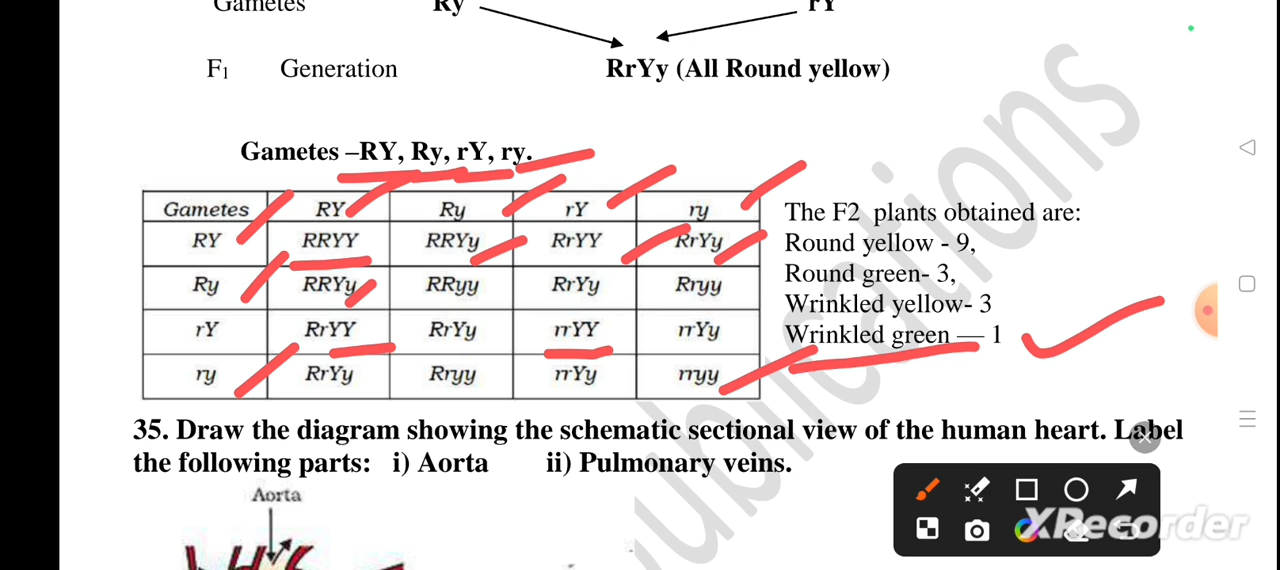 Gametes Ry rY
F1 Generation RrYy (All Round yellow)
Gametes –RY, Ry, rY, ry.
Gametes RY Ry rY ry
RY RRYY RRYy RrYY RrYy
Ry RRYy RRyy RrYy Rryy
rY RrYY RrYy rrYY rrYy
ry RrYy Rryy rrYy rryy
The F2 plants obtained are:
Round yellow - 9,
Round green- 3,
Wrinkled yellow- 3
Wrinkled green — 1
35. Draw the diagram showing the schematic sectional view of the human heart. Label
the following parts: i) Aorta ii) Pulmonary veins.
Aorta
XRecorder